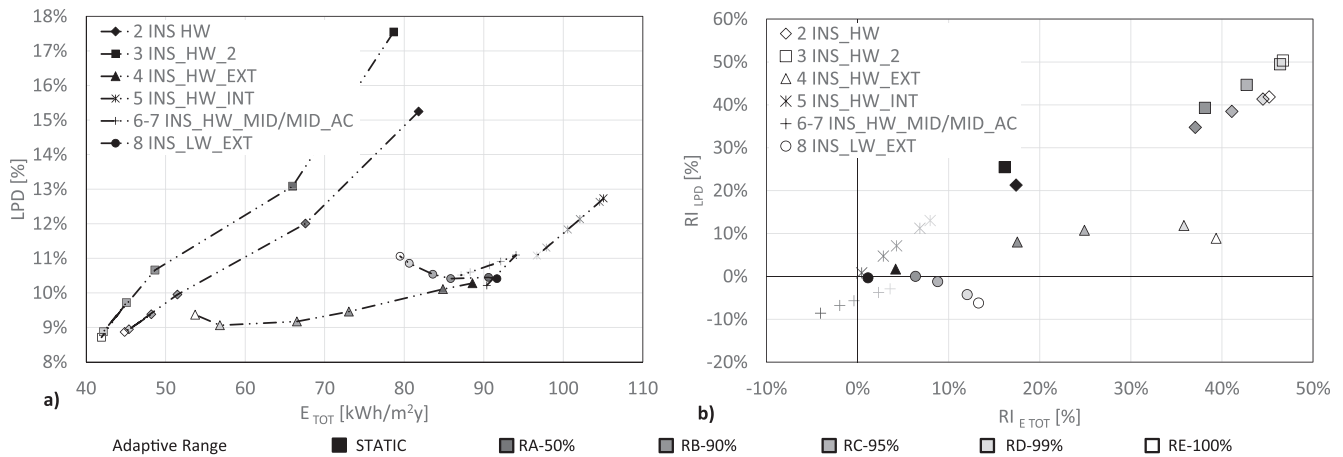 18%
17%
16%
15%
14%
13%
12%
11%
10%
9%
8%
LPD [%]
2 INS HW
3 INS_HW_2
4 INS_HW_EXT
5 INS_HW_INT
6-7 INS_HW_MID/MID_AC
8 INS_LW_EXT
40 50 60 70 80 90 100 110
a)
E TOT [kWh/m²y]
60%
50%
40%
30%
20%
10%
0%
-10%
-20%
RI LPD [%]
2 INS_HW
3 INS_HW_2
4 INS_HW_EXT
5 INS_HW_INT
6-7 INS_HW_MID/MID_AC
8 INS_LW_EXT
-10% 0% 10% 20% 30% 40% 50%
b)
RI E TOT [%]
Adaptive Range STATIC RA-50% RB-90% RC-95% RD-99% RE-100%